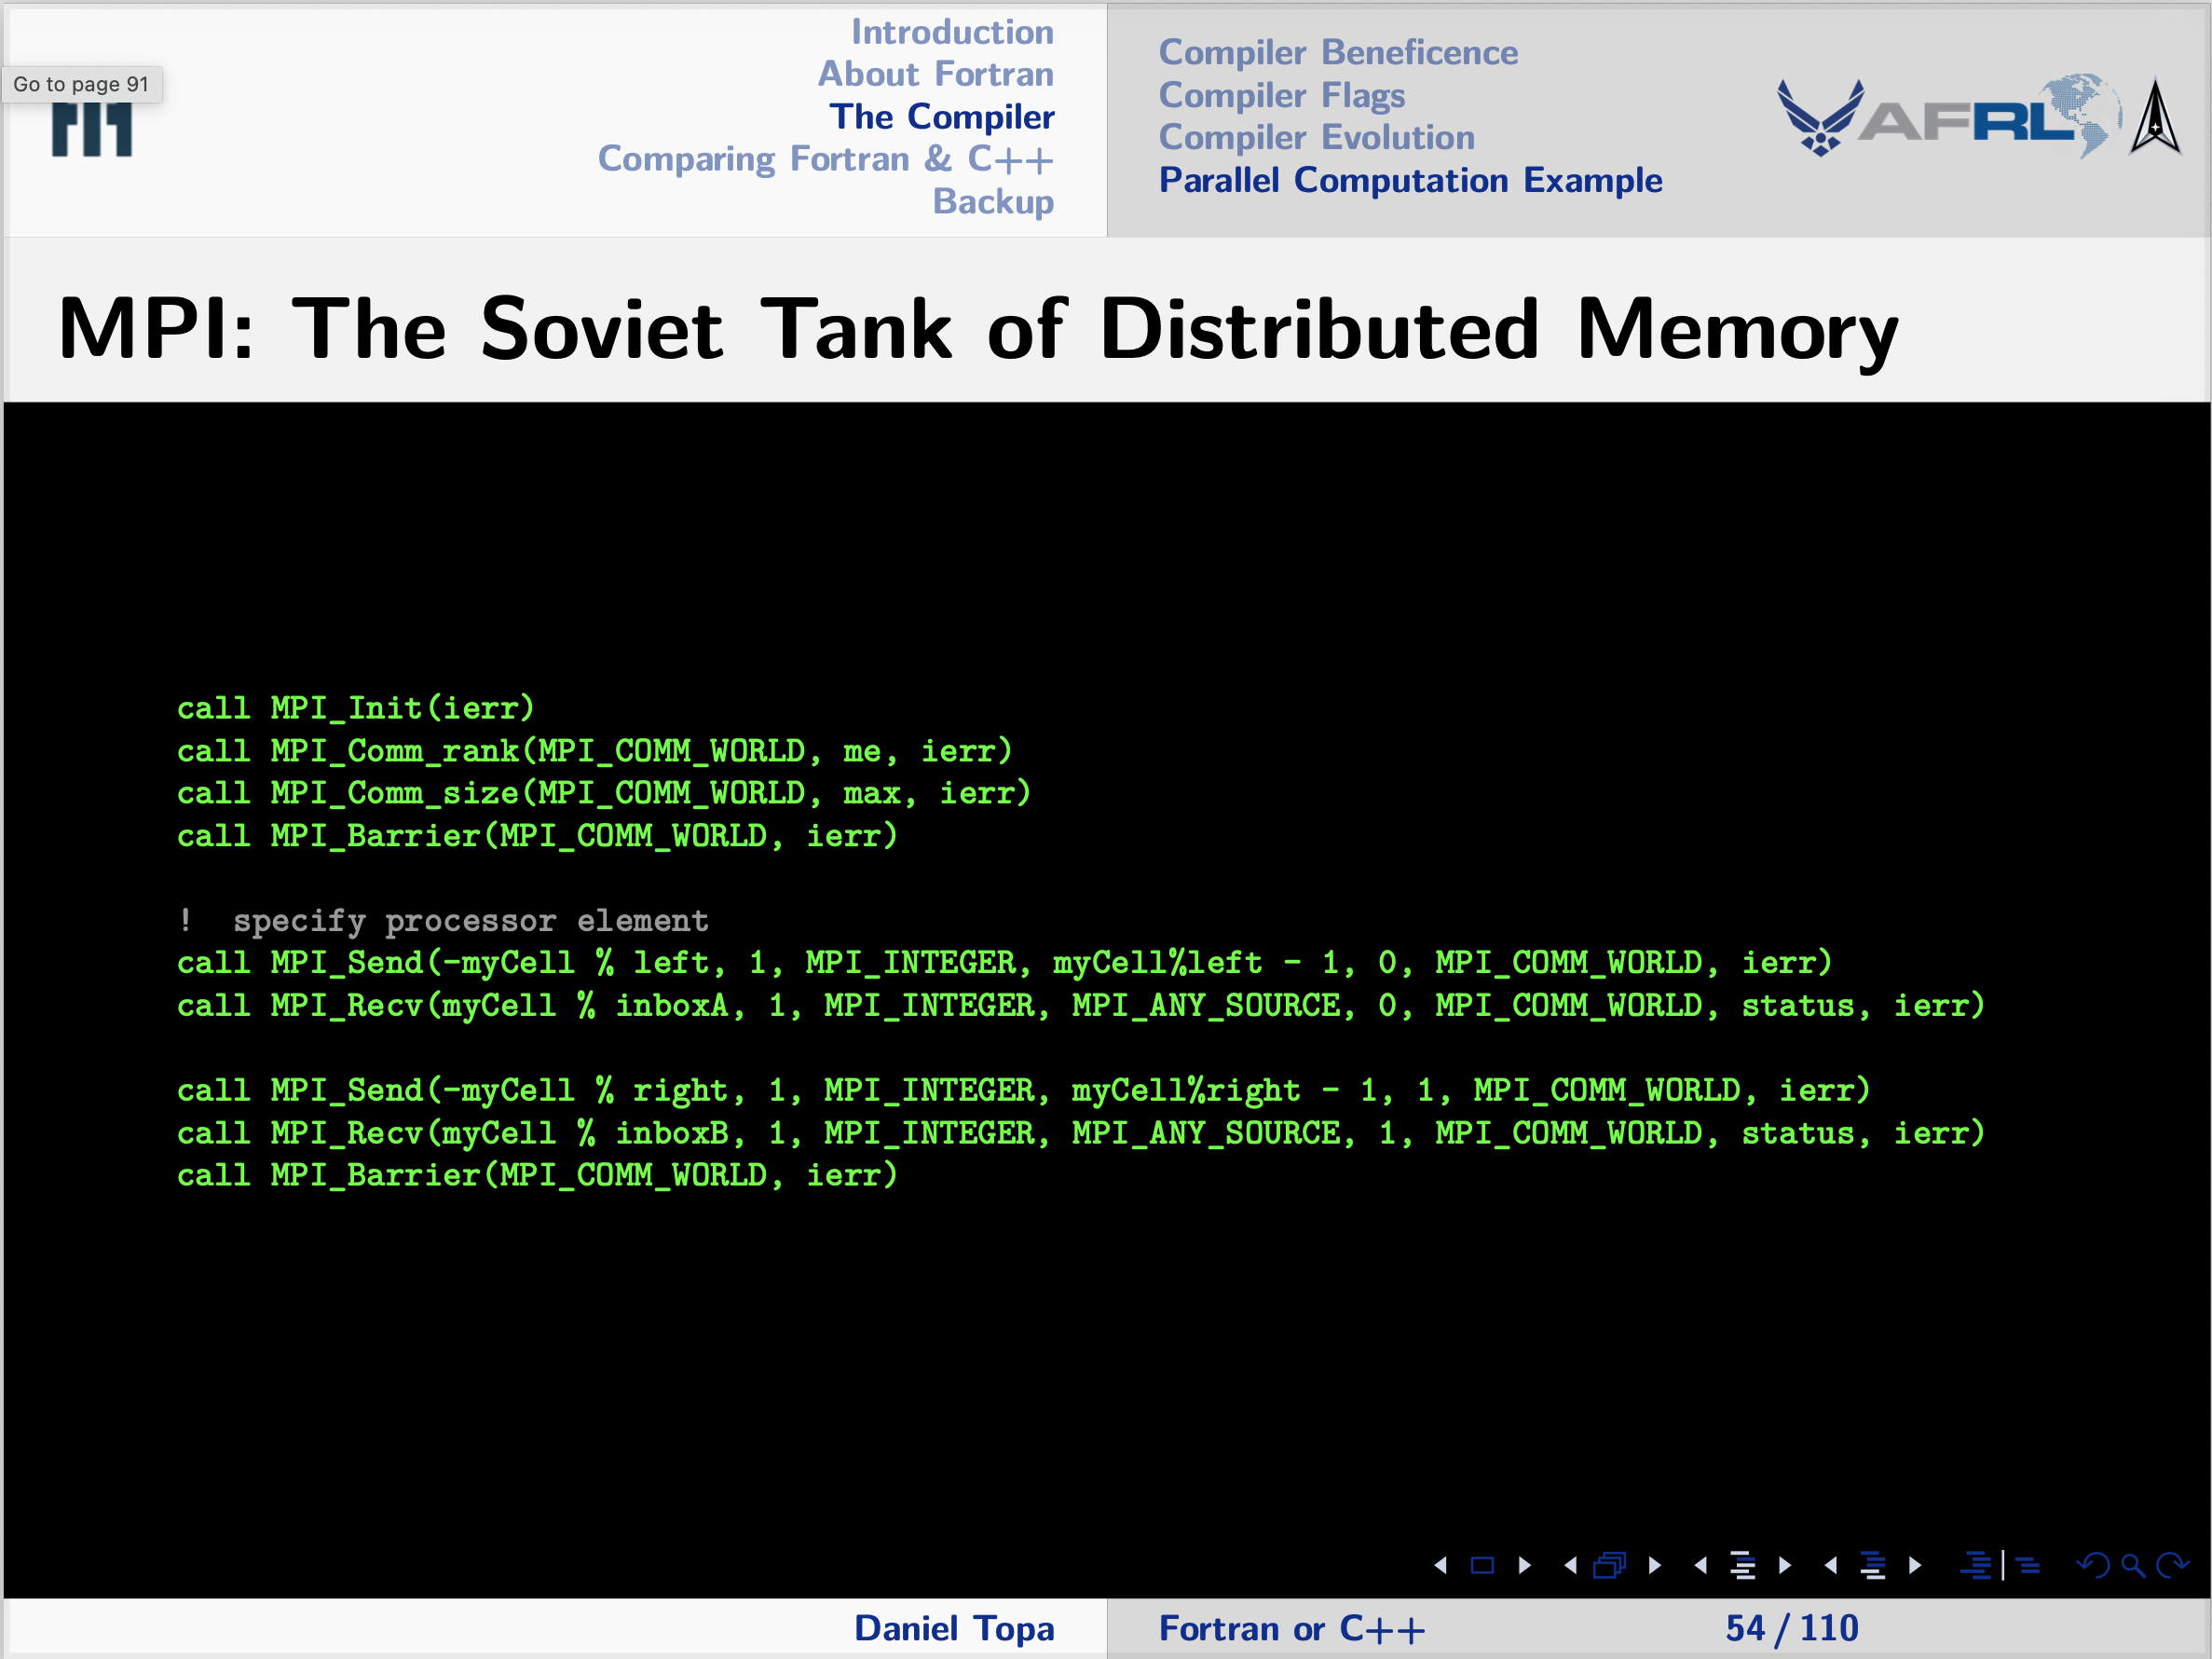 Introduction
About Fortran
The Compiler
Comparing Fortran & C++
Backup
Compiler Beneficence
Compiler Flags
Compiler Evolution
Parallel Computation Example
Go to page 91
AFRL
MPI: The Soviet Tank of Distributed Memory
call MPI_Init(ierr)
call MPI_Comm_rank(MPI_COMM_WORLD, me, ierr)
call MPI_Comm_size(MPI_COMM_WORLD, max, ierr)
call MPI_Barrier(MPI_COMM_WORLD, ierr)
!  specify processor element
call MPI_Send(-myCell % left, 1, MPI_INTEGER, myCell%left - 1, 0, MPI_COMM_WORLD, ierr)
call MPI_Recv(myCell % inboxA, 1, MPI_INTEGER, MPI_ANY_SOURCE, 0, MPI_COMM_WORLD, status, ierr)
call MPI_Send(-myCell % right, 1, MPI_INTEGER, myCell%right - 1, 1, MPI_COMM_WORLD, ierr)
call MPI_Recv(myCell % inboxB, 1, MPI_INTEGER, MPI_ANY_SOURCE, 1, MPI_COMM_WORLD, status, ierr)
call MPI_Barrier(MPI_COMM_WORLD, ierr)
Daniel Topa
Fortran or C++
54 / 110